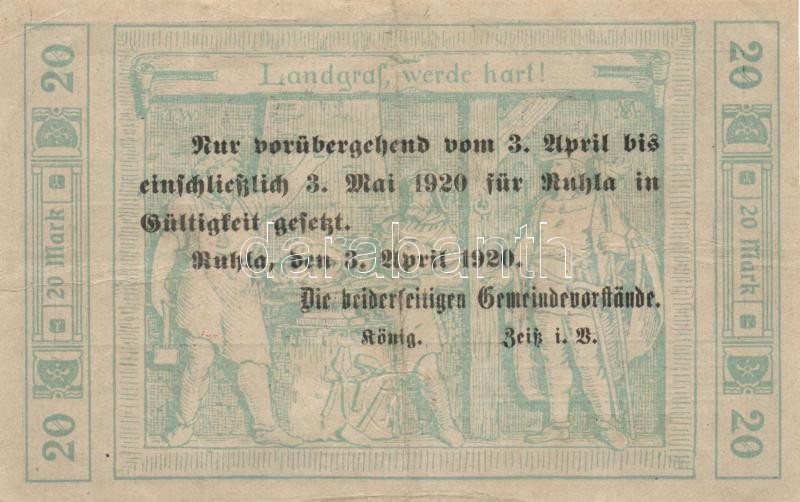 Landgraf, werde hart!
Nur vorübergehend vom 3. April bis
einschließlich 3. Mai 1920 für Ruhla in
Gültigkeit gesetzt.
Ruhla, den 3. April 1920.
Die beiderseitigen Gemeindevorstände.
König. Zeiß i. V.
20
20 Mark
20
20
20 Mark
20
darabanth